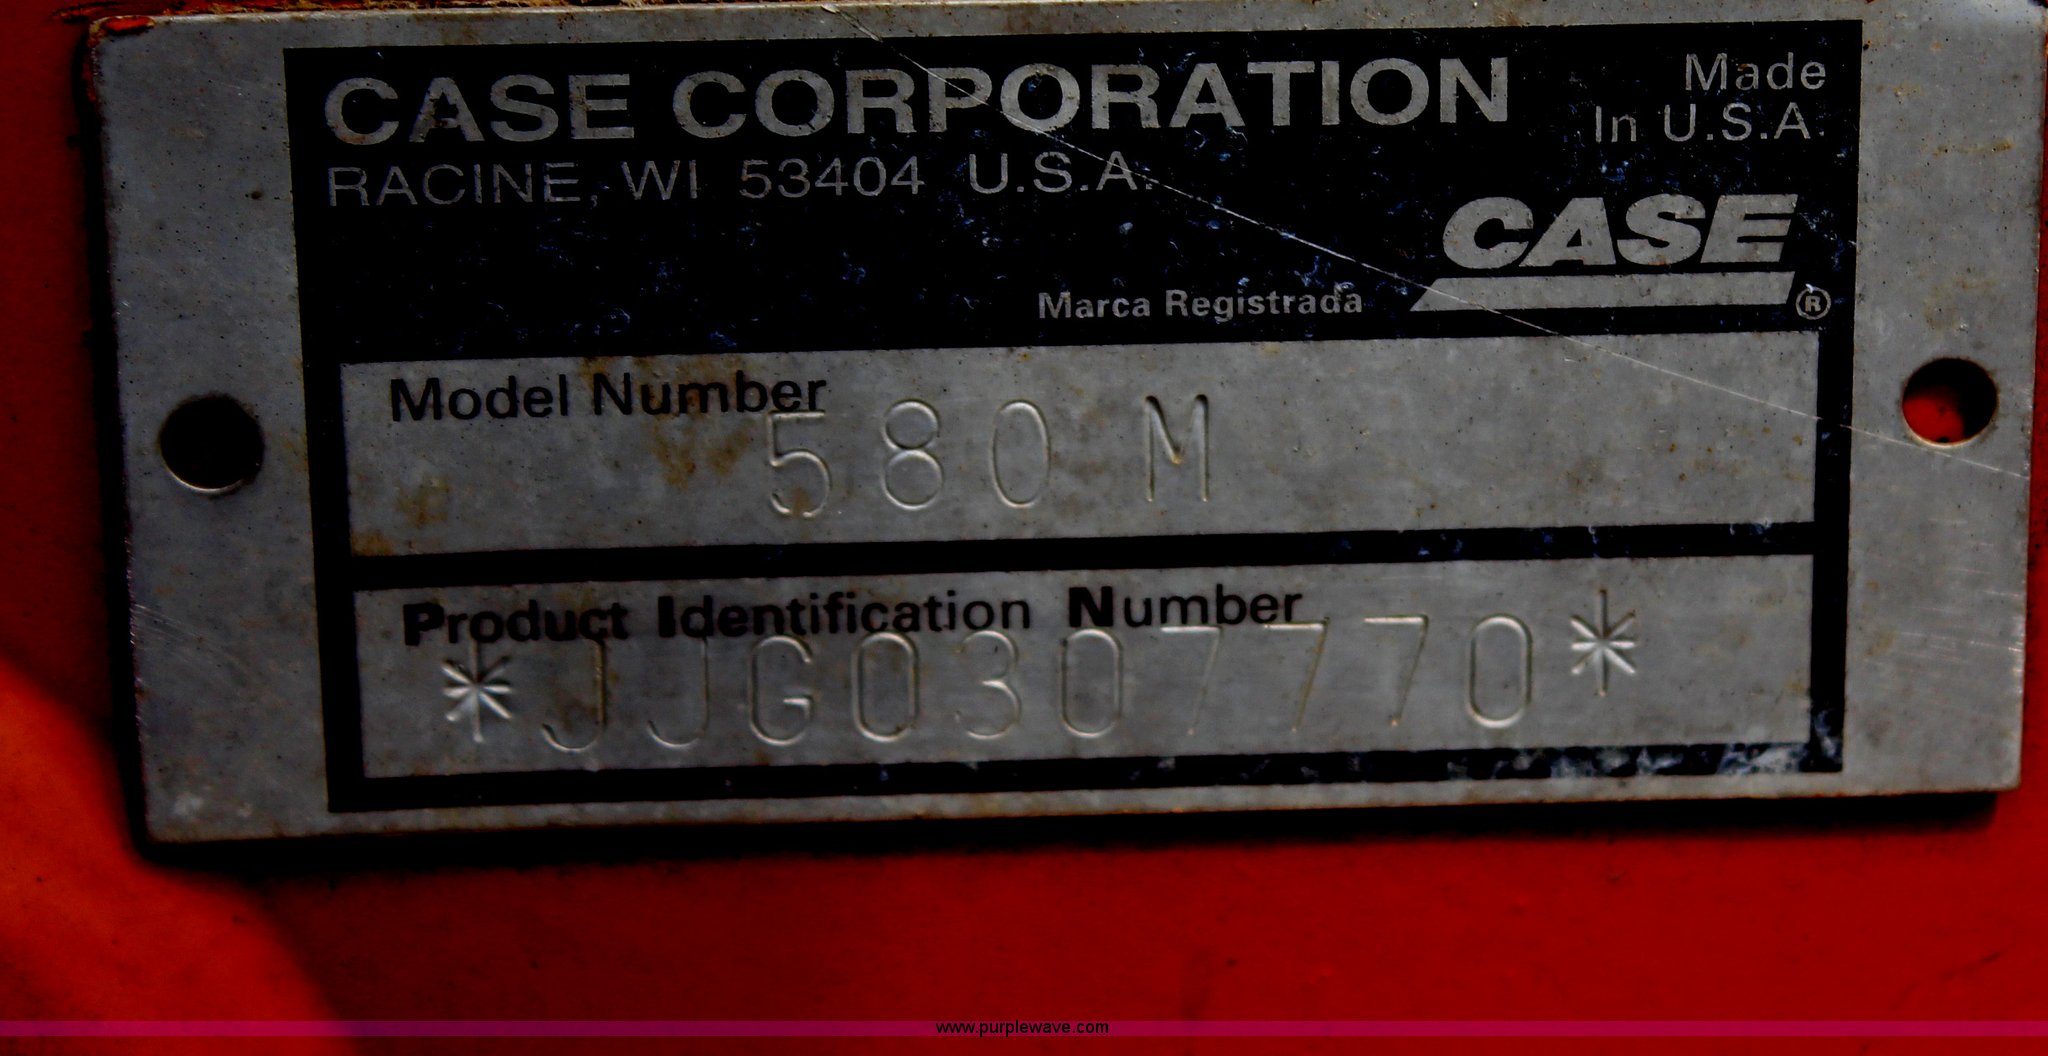 CASE CORPORATION
RACINE, WI 53404 U.S.A.
Made
In U.S.A.
CASE
Marca Registrada ®
Model Number
580 M
Product Identification Number
*JJG0307770*
www.purplewave.com